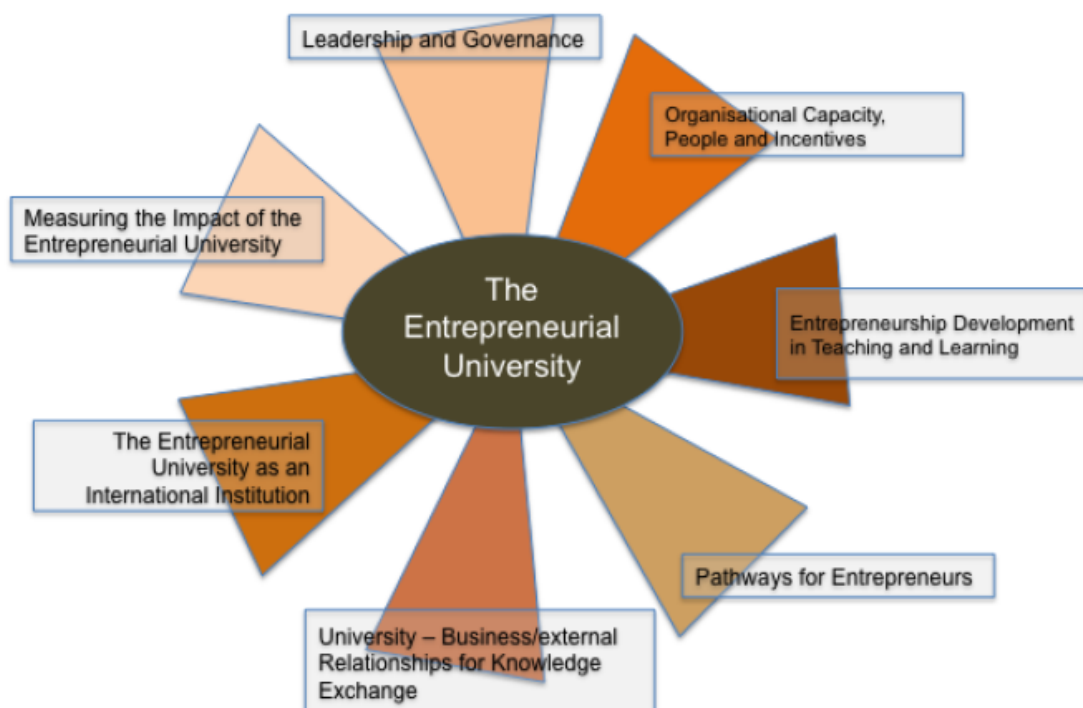 Leadership and Governance
Organisational Capacity,
People and Incentives
Measuring the Impact of the
Entrepreneurial University
The
Entrepreneurial
University
Entrepreneurship Development
in Teaching and Learning
The Entrepreneurial
University as an
International Institution
Pathways for Entrepreneurs
University – Business/external
Relationships for Knowledge
Exchange